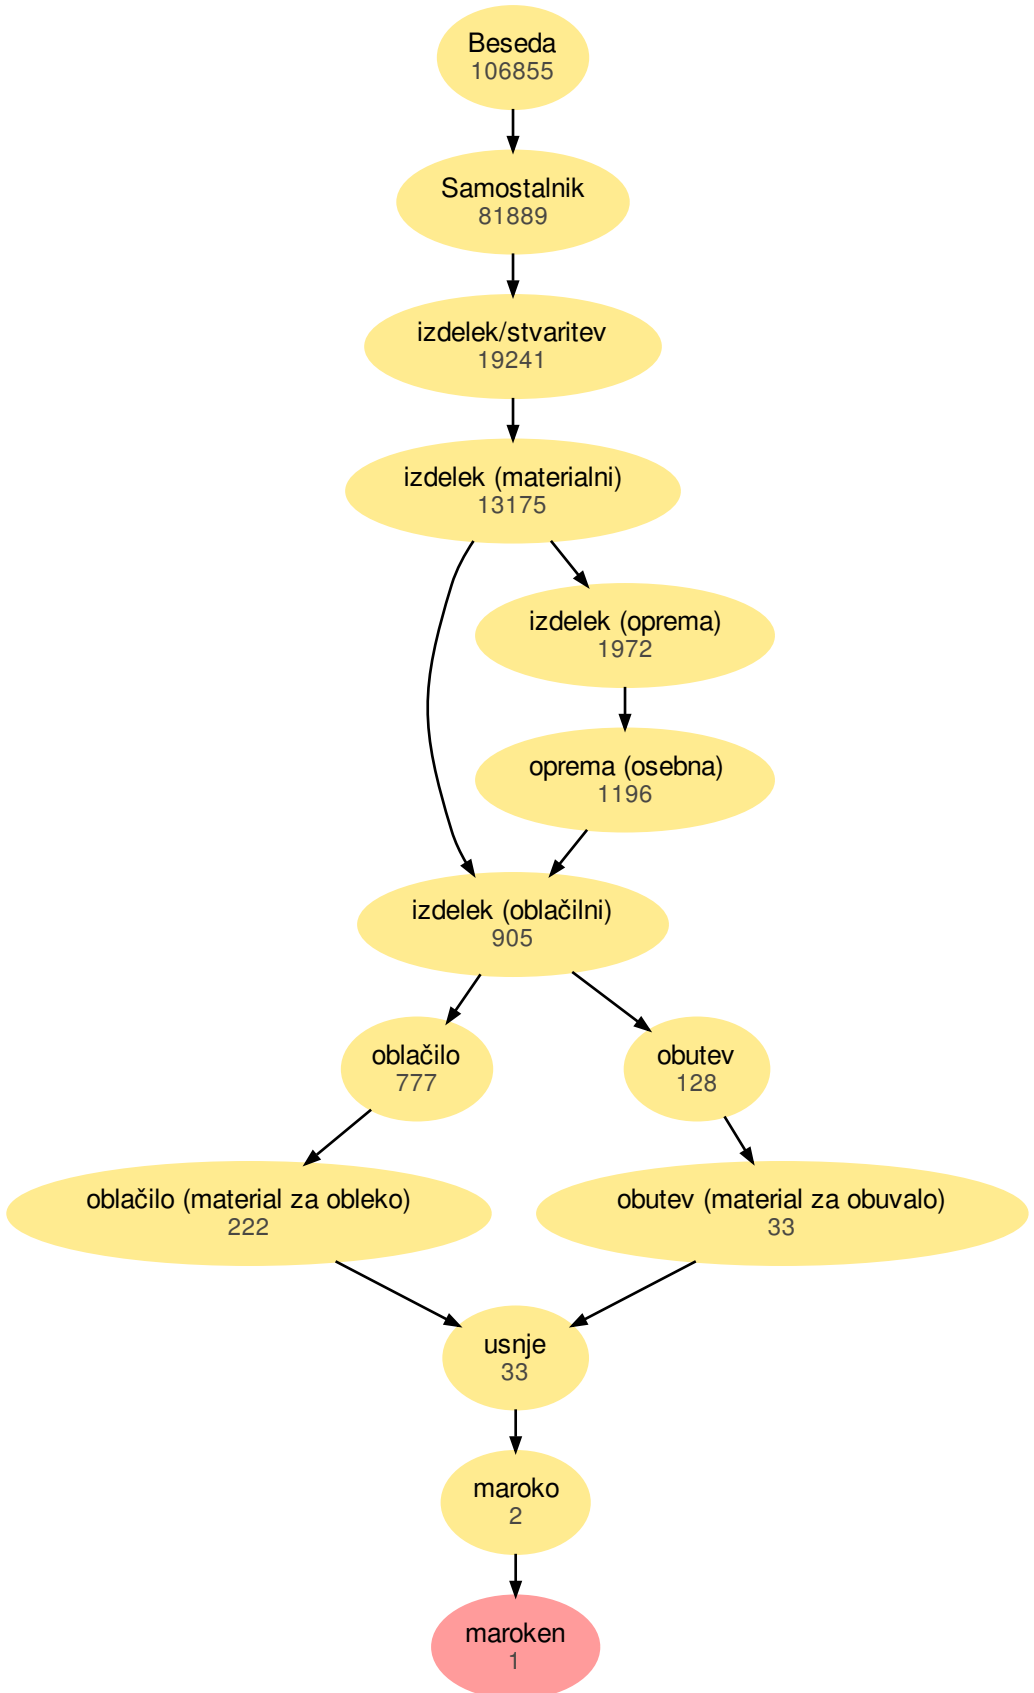 Beseda
106855
Samostalnik
81889
izdelek/stvaritev
19241
izdelek (materialni)
13175
izdelek (oprema)
1972
oprema (osebna)
1196
izdelek (oblačilni)
905
oblačilo
777
obutev
128
oblačilo (material za obleko)
222
obutev (material za obuvalo)
33
usnje
33
maroko
2
maroken
1